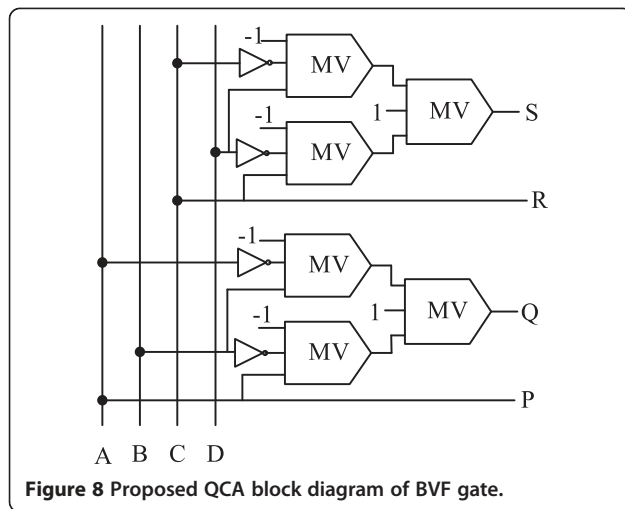 -1
MV
-1
MV
1
MV
S
R
-1
MV
-1
MV
1
MV
Q
P
A B C D
Figure 8 Proposed QCA block diagram of BVF gate.